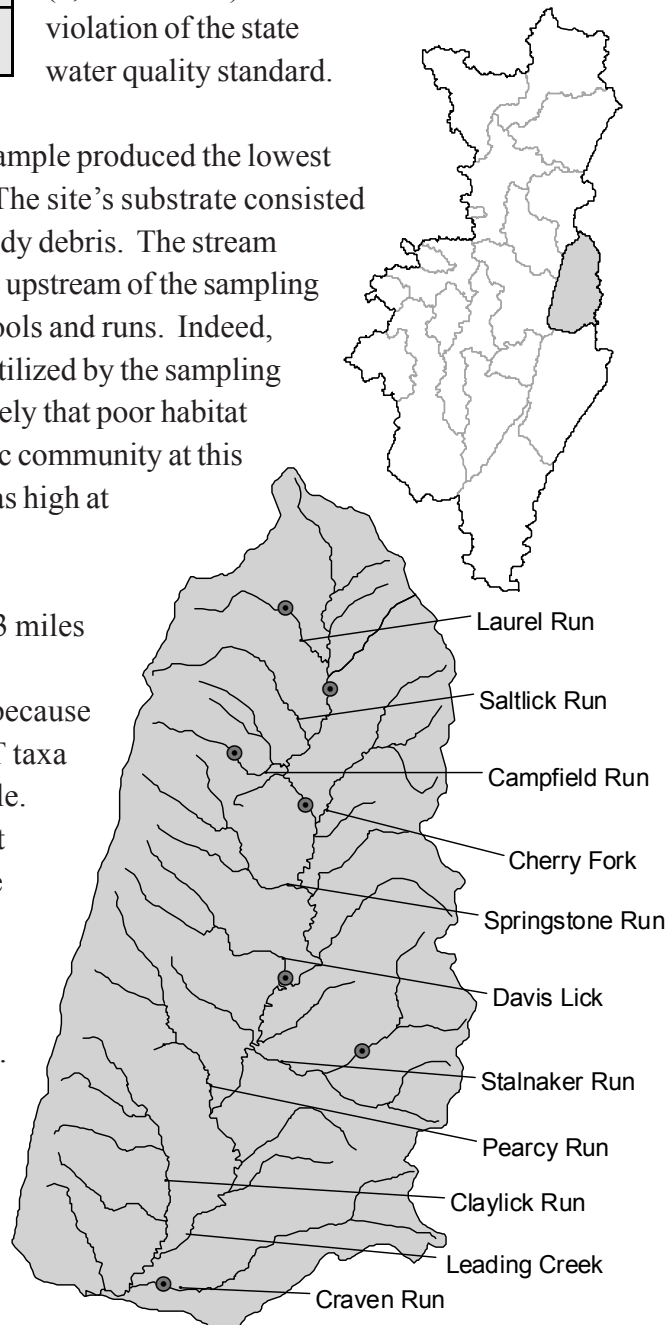 violation of the state
water quality standard.
ample produced the lowest
The site's substrate consisted
dy debris. The stream
upstream of the sampling
ools and runs. Indeed,
tilized by the sampling
ely that poor habitat
c community at this
as high at
3 miles
because
T taxa
le.
t
e
.
Laurel Run
Saltlick Run
Campfield Run
Cherry Fork
Springstone Run
Davis Lick
Stalnaker Run
Pearcy Run
Claylick Run
Leading Creek
Craven Run